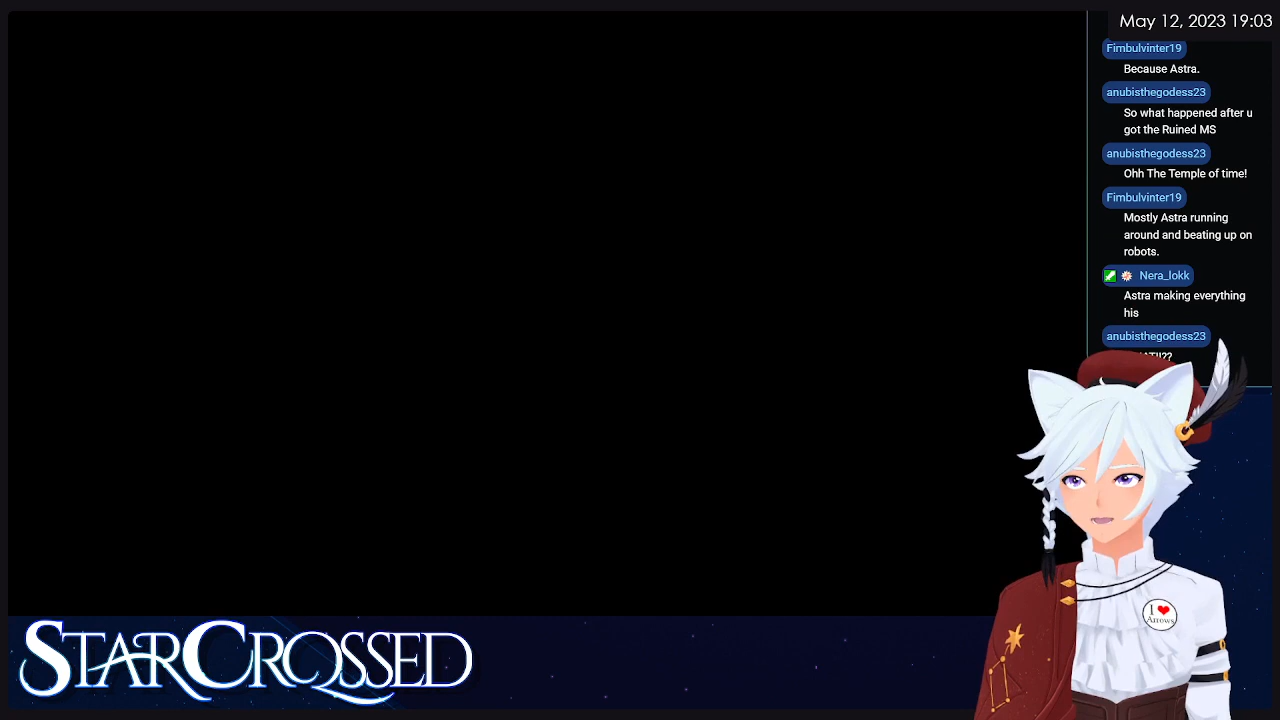 May 12, 2023 19:03
Fimbulvinter19
Because Astra.
anubisthegodess23
So what happened after u
got the Ruined MS
anubisthegodess23
Ohh The Temple of time!
Fimbulvinter19
Mostly Astra running
around and beating up on
robots.
Nera_lokk
Astra making everything
his
anubisthegodess23
I ♥
Arrows
STARCROSSED